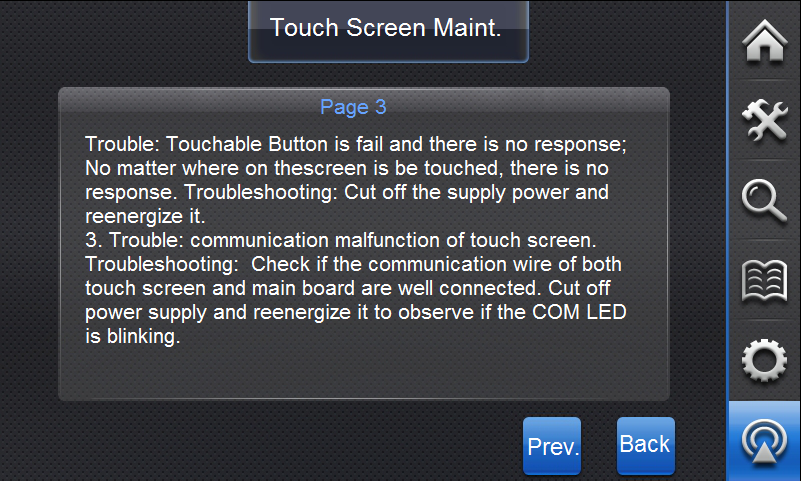 Touch Screen Maint.
Page 3
Trouble: Touchable Button is fail and there is no response;
No matter where on thescreen is be touched, there is no
response. Troubleshooting: Cut off the supply power and
reenergize it.
3. Trouble: communication malfunction of touch screen.
Troubleshooting:  Check if the communication wire of both
touch screen and main board are well connected. Cut off
power supply and reenergize it to observe if the COM LED
is blinking.
Prev.
Back